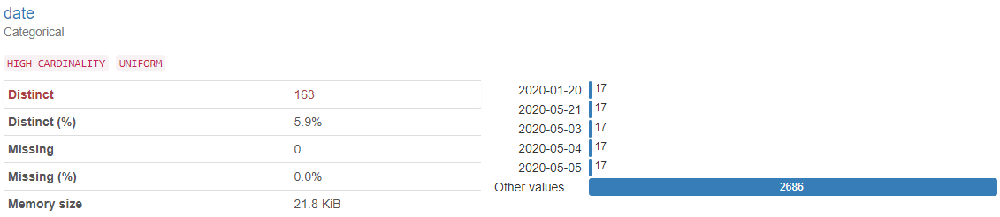 date
Categorical
HIGH CARDINALITY UNIFORM
Distinct 163
Distinct (%) 5.9%
Missing 0
Missing (%) 0.0%
Memory size 21.8 KiB
2020-01-20 17
2020-05-21 17
2020-05-03 17
2020-05-04 17
2020-05-05 17
Other values ... 2686